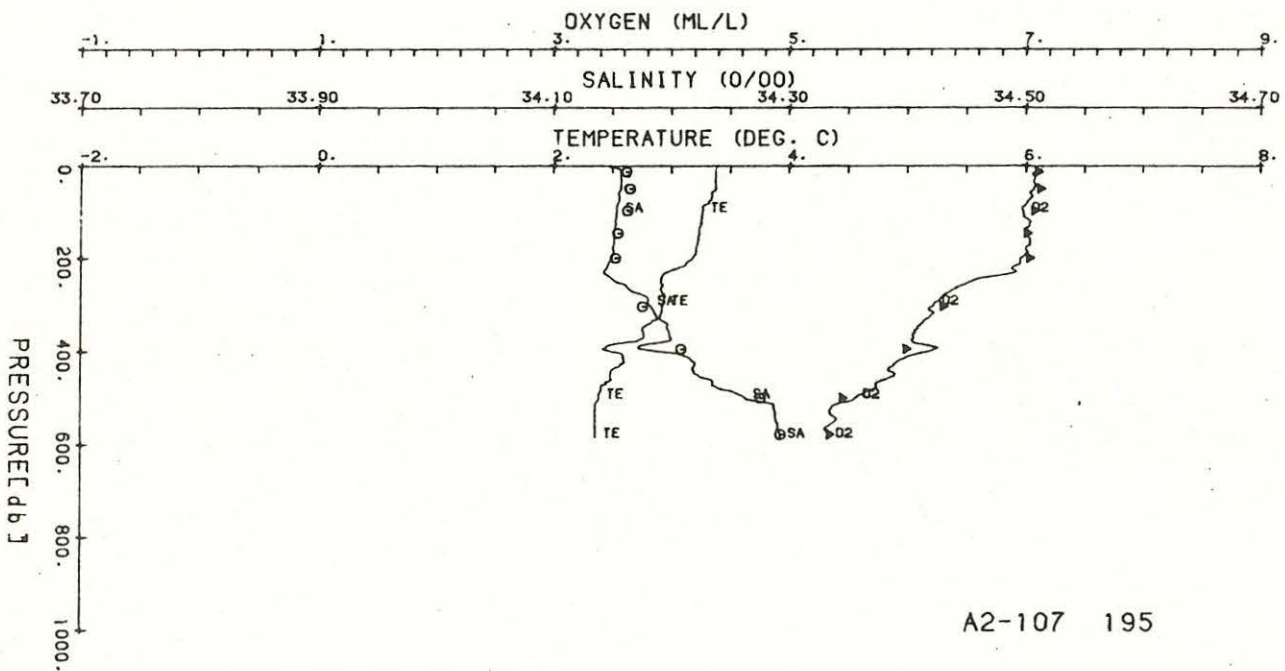 OXYGEN (ML/L)
-1. 1. 3. 5. 7. 9.
SALINITY (0/00)
33.70 33.90 34.10 34.30 34.50 34.70
TEMPERATURE (DEG. C)
-2. 0. 2. 4. 6. 8.
0.
SA TE O2
200.
SA TE O2
400.
TE SA O2
TE SA O2
600.
800.
1000.
PRESSURE[db]
A2-107 195